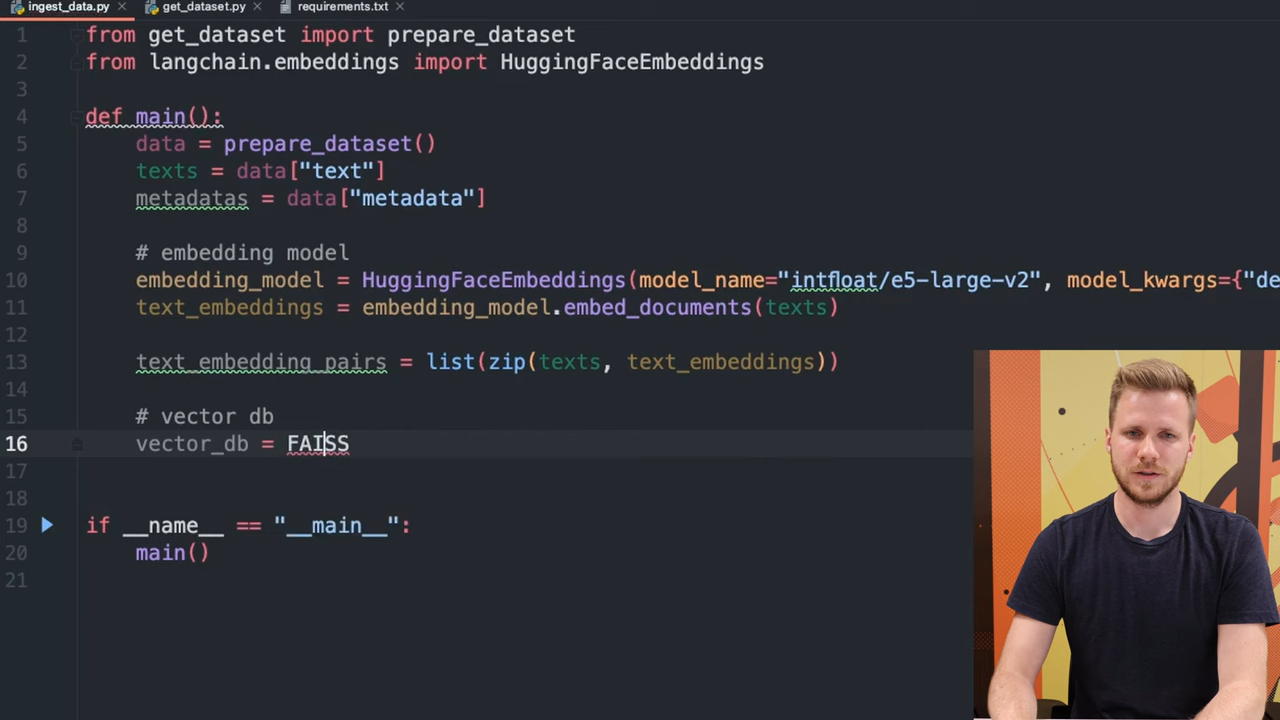 ingest_data.py × get_dataset.py × requirements.txt ×
1 from get_dataset import prepare_dataset
2 from langchain.embeddings import HuggingFaceEmbeddings
3
4 def main():
5 data = prepare_dataset()
6 texts = data["text"]
7 metadatas = data["metadata"]
8
9 # embedding model
10 embedding_model = HuggingFaceEmbeddings(model_name="intfloat/e5-large-v2", model_kwargs={"de
11 text_embeddings = embedding_model.embed_documents(texts)
12
13 text_embedding_pairs = list(zip(texts, text_embeddings))
14
15 # vector db
16 vector_db = FAISS
17
18
19 if __name__ == "__main__":
20 main()
21